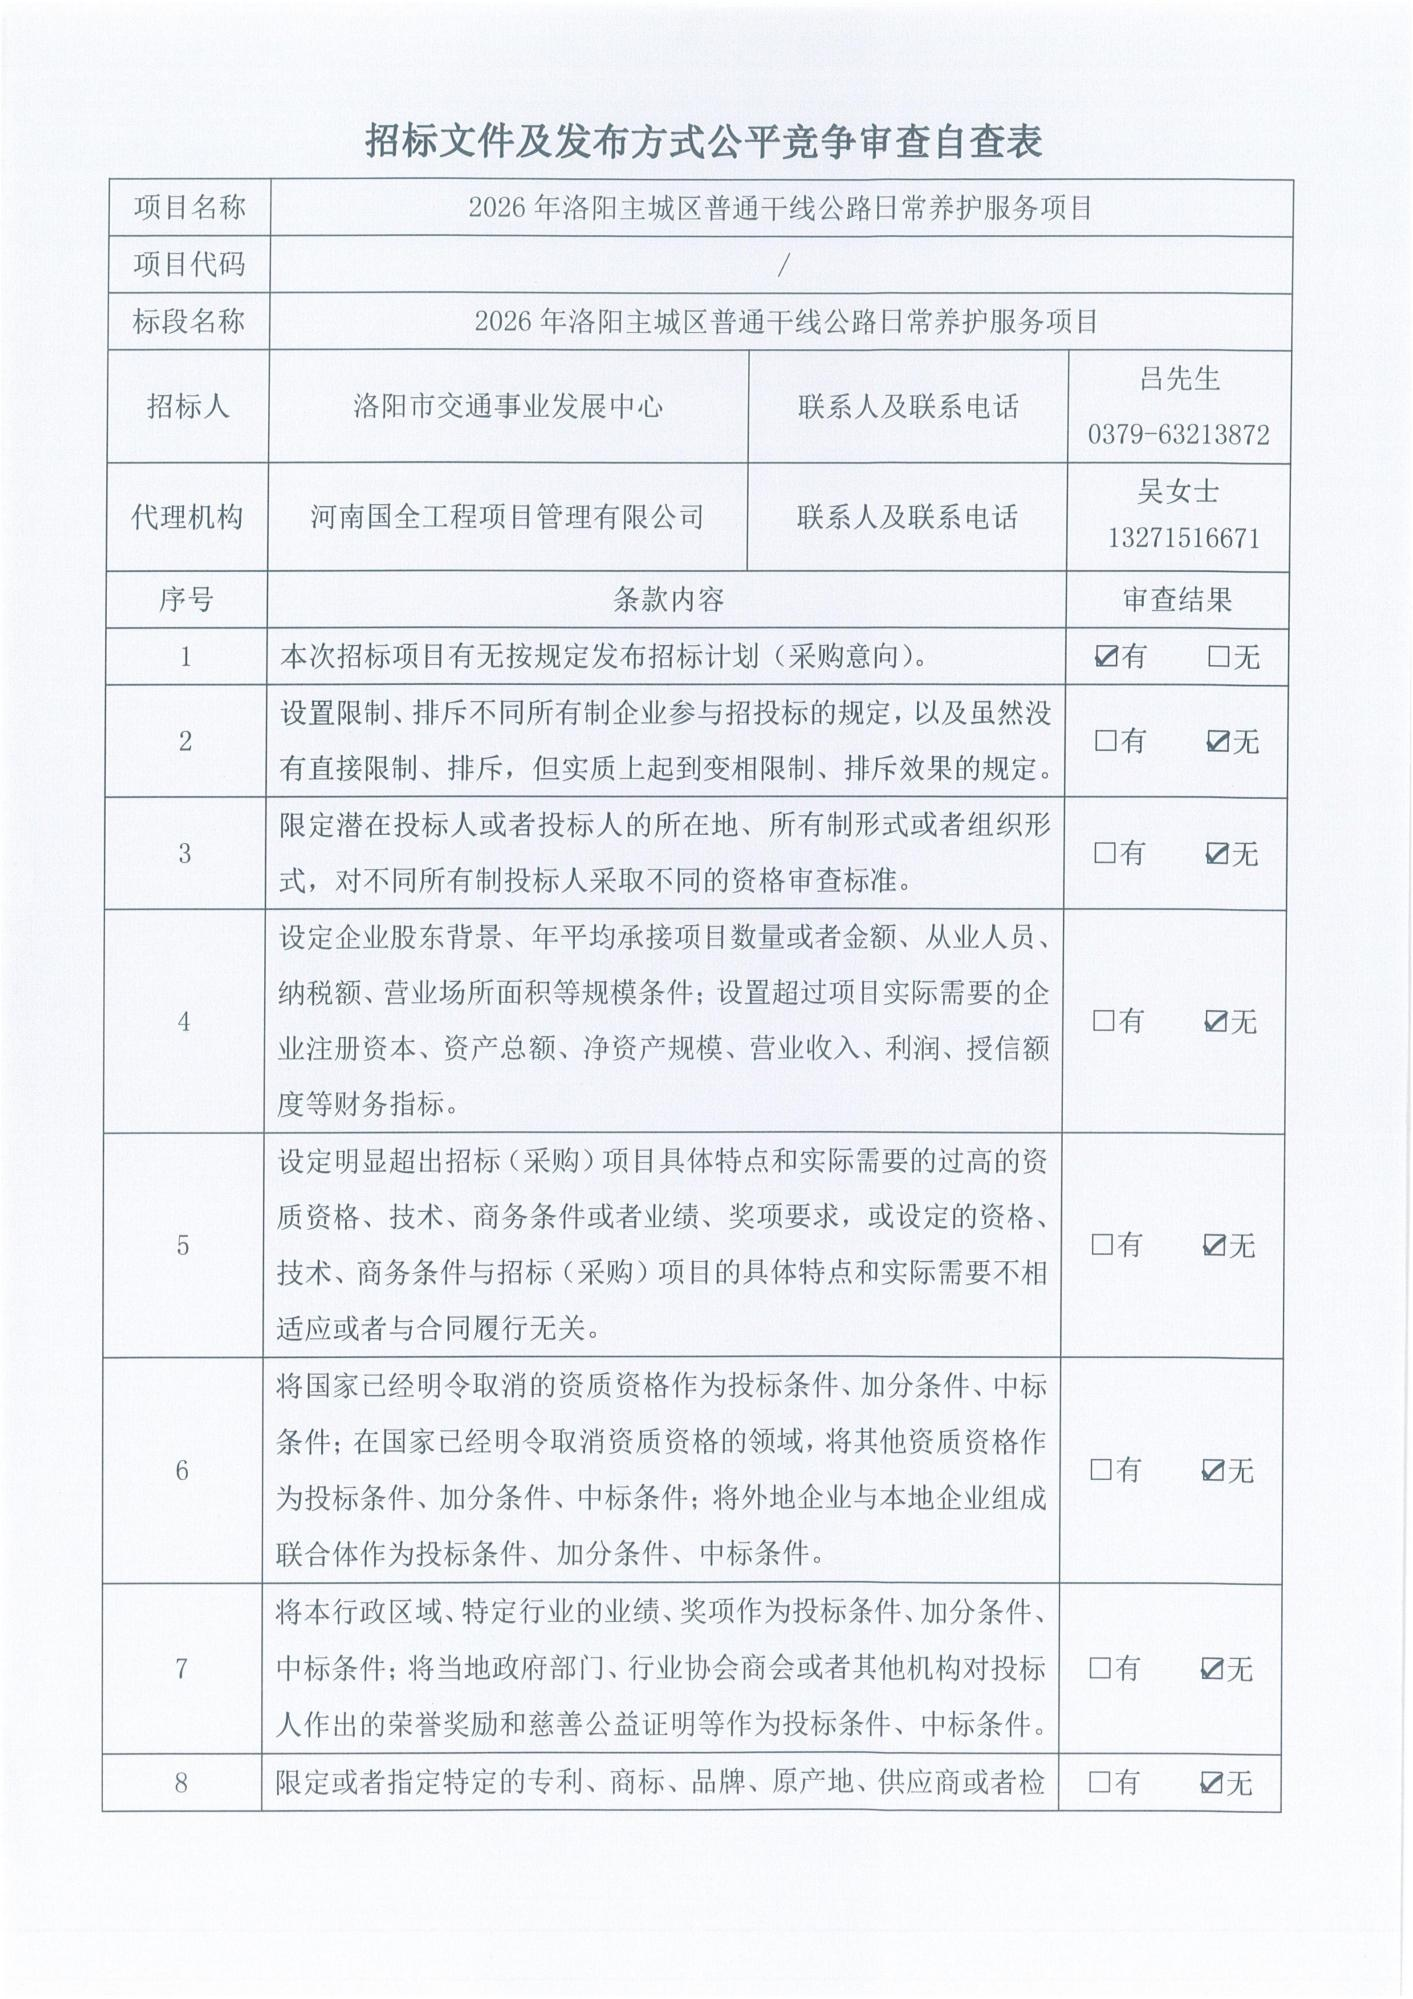 招标文件及发布方式公平竞争审查自查表
项目名称 2026年洛阳主城区普通干线公路日常养护服务项目
项目代码 /
标段名称 2026年洛阳主城区普通干线公路日常养护服务项目
招标人 洛阳市交通事业发展中心 联系人及联系电话 吕先生
0379-63213872
代理机构 河南国全工程项目管理有限公司 联系人及联系电话 吴女士
13271516671
序号 条款内容 审查结果
1 本次招标项目有无按规定发布招标计划（采购意向）。 ☑有 □无
2 设置限制、排斥不同所有制企业参与招投标的规定，以及虽然没 □有 ☑无
有直接限制、排斥，但实质上起到变相限制、排斥效果的规定。
3 限定潜在投标人或者投标人的所在地、所有制形式或者组织形 □有 ☑无
式，对不同所有制投标人采取不同的资格审查标准。
4 设定企业股东背景、年平均承接项目数量或者金额、从业人员、 □有 ☑无
纳税额、营业场所面积等规模条件；设置超过项目实际需要的企
业注册资本、资产总额、净资产规模、营业收入、利润、授信额
度等财务指标。
5 设定明显超出招标（采购）项目具体特点和实际需要的过高的资 □有 ☑无
质资格、技术、商务条件或者业绩、奖项要求，或设定的资格、
技术、商务条件与招标（采购）项目的具体特点和实际需要不相
适应或者与合同履行无关。
6 将国家已经明令取消的资质资格作为投标条件、加分条件、中标 □有 ☑无
条件；在国家已经明令取消资质资格的领域，将其他资质资格作
为投标条件、加分条件、中标条件；将外地企业与本地企业组成
联合体作为投标条件、加分条件、中标条件。
7 将本行政区域、特定行业的业绩、奖项作为投标条件、加分条件、 □有 ☑无
中标条件；将当地政府部门、行业协会商会或者其他机构对投标
人作出的荣誉奖励和慈善公益证明等作为投标条件、中标条件。
8 限定或者指定特定的专利、商标、品牌、原产地、供应商或者检 □有 ☑无